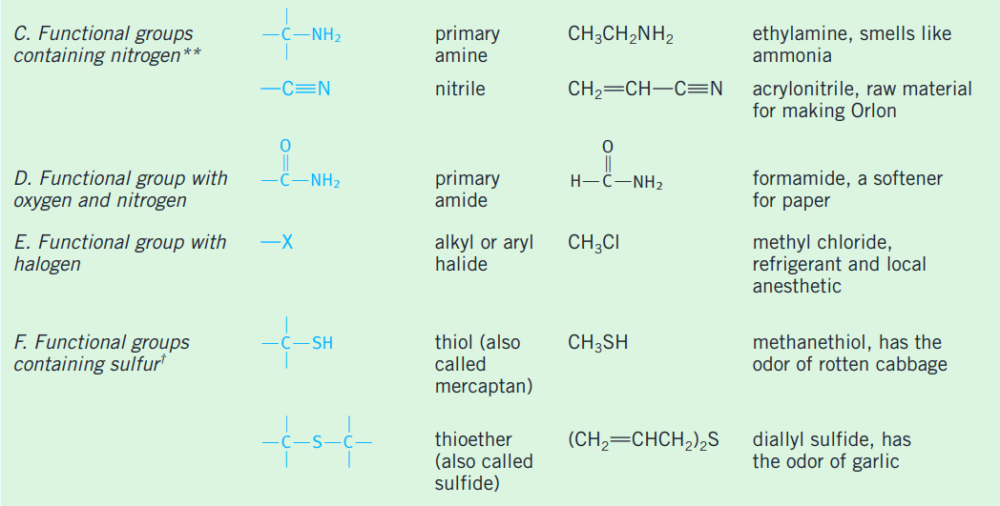 C. Functional groups containing nitrogen**
—C—NH₂
primary amine
CH₃CH₂NH₂
ethylamine, smells like ammonia
—C≡N
nitrile
CH₂=CH—C≡N
acrylonitrile, raw material for making Orlon
D. Functional group with oxygen and nitrogen
O
—C—NH₂
primary amide
O
H—C—NH₂
formamide, a softener for paper
E. Functional group with halogen
—X
alkyl or aryl halide
CH₃Cl
methyl chloride, refrigerant and local anesthetic
F. Functional groups containing sulfur†
—C—SH
thiol (also called mercaptan)
CH₃SH
methanethiol, has the odor of rotten cabbage
—C—S—C—
thioether (also called sulfide)
(CH₂=CHCH₂)₂S
diallyl sulfide, has the odor of garlic